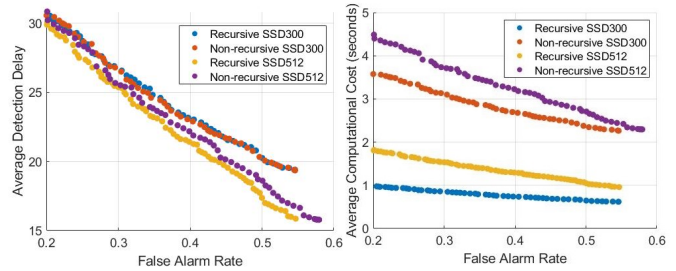 Average Detection Delay
30
25
20
15
0.2 0.3 0.4 0.5 0.6
False Alarm Rate
Recursive SSD300
Non-recursive SSD300
Recursive SSD512
Non-recursive SSD512
Average Computational Cost (seconds)
5
4
3
2
1
0
0.2 0.3 0.4 0.5 0.6
False Alarm Rate
Recursive SSD300
Non-recursive SSD300
Recursive SSD512
Non-recursive SSD512